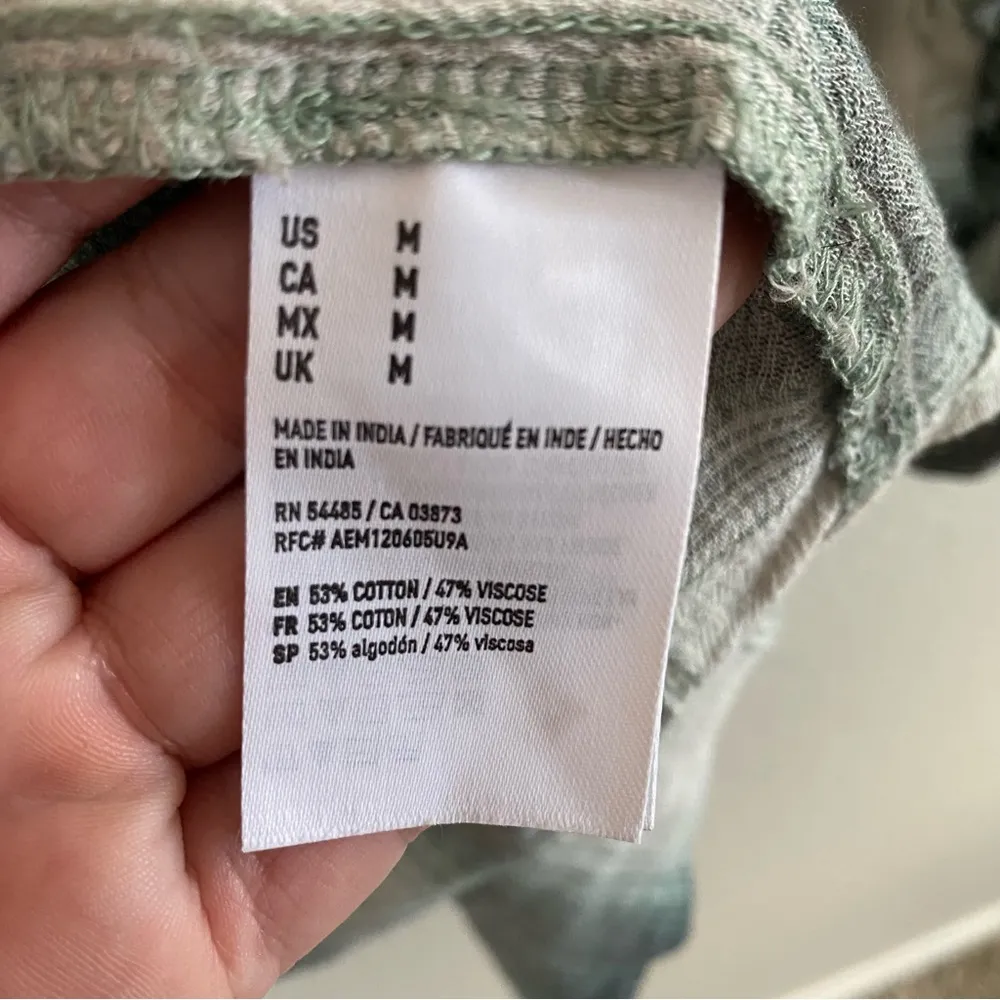 US M
CA M
MX M
UK M
MADE IN INDIA / FABRIQUÉ EN INDE / HECHO
EN INDIA
RN 54485 / CA 03873
RFC# AEM120605U9A
EN 53% COTTON / 47% VISCOSE
FR 53% COTON / 47% VISCOSE
SP 53% algodón / 47% viscosa